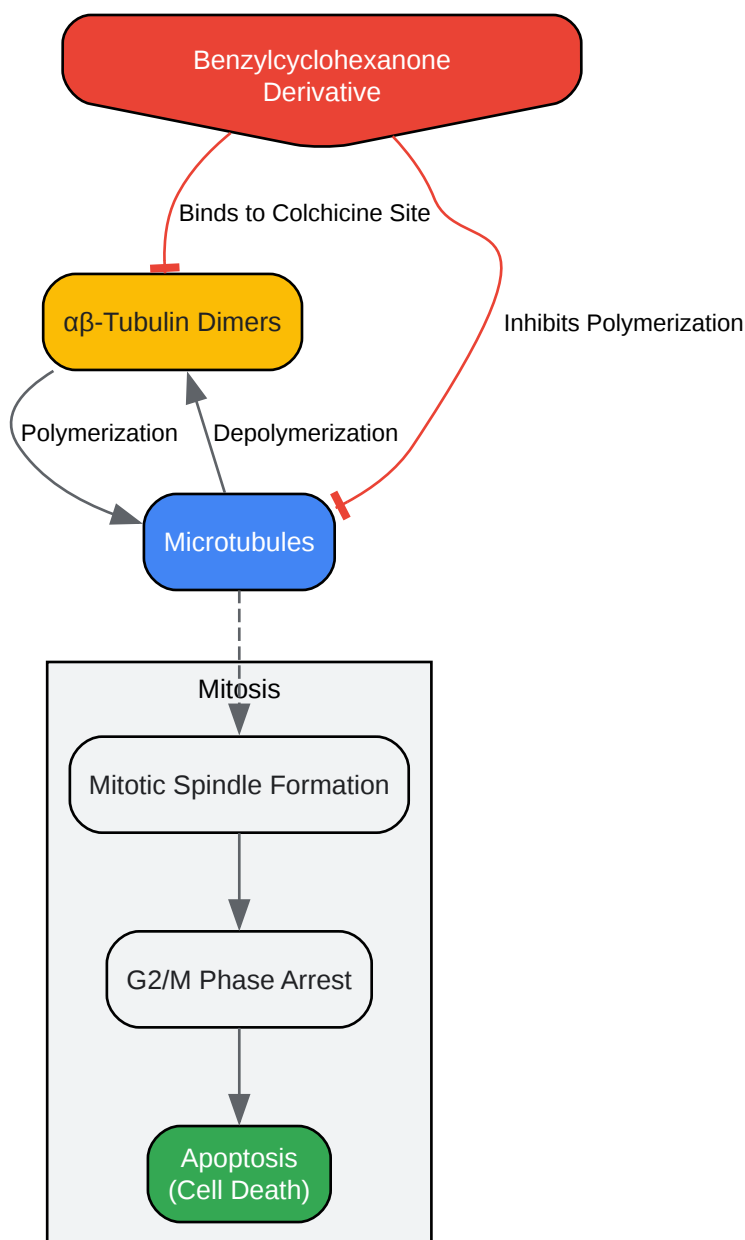 Benzylcyclohexanone
Derivative
Binds to Colchicine Site
αβ-Tubulin Dimers
Inhibits Polymerization
Polymerization
Depolymerization
Microtubules
Mitosis
Mitotic Spindle Formation
G2/M Phase Arrest
Apoptosis
(Cell Death)